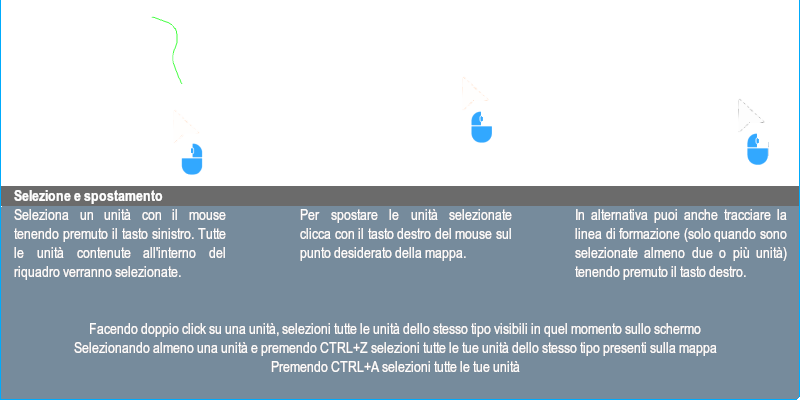 Selezione e spostamento
Seleziona un unità con il mouse
tenendo premuto il tasto sinistro. Tutte
le unità contenute all'interno del
riquadro verranno selezionate.
Per spostare le unità selezionate
clicca con il tasto destro del mouse sul
punto desiderato della mappa.
In alternativa puoi anche tracciare la
linea di formazione (solo quando sono
selezionate almeno due o più unità)
tenendo premuto il tasto destro.
Facendo doppio click su una unità, selezioni tutte le unità dello stesso tipo visibili in quel momento sullo schermo
Selezionando almeno una unità e premendo CTRL+Z selezioni tutte le tue unità dello stesso tipo presenti sulla mappa
Premendo CTRL+A selezioni tutte le tue unità